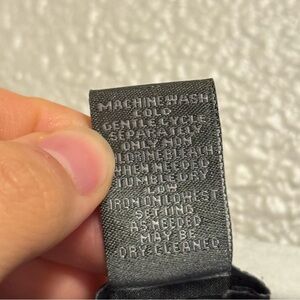 MACHINE WASH
COLD
GENTLE CYCLE
SEPARATELY
ONLY NON
CHLORINE BLEACH
WHEN NEEDED
TUMBLE DRY
LOW
IRON ON LOWEST
SETTING
AS NEEDED
MAY BE
DRY-CLEANED